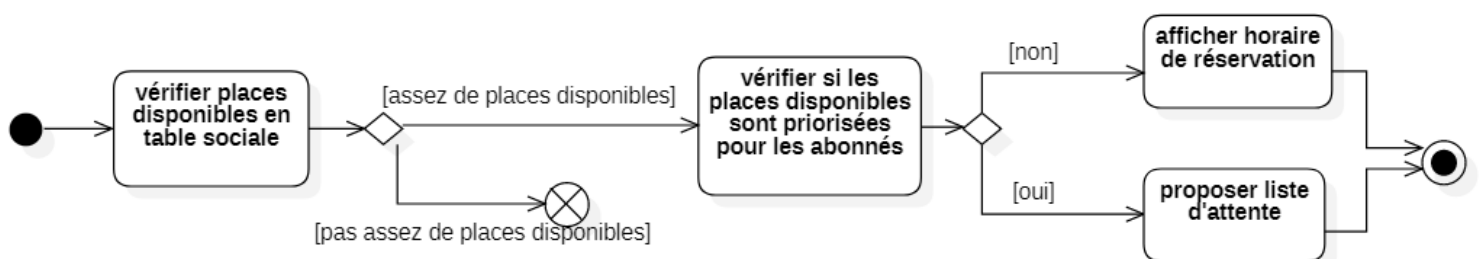 vérifier places
disponibles en
table sociale
[assez de places disponibles]
[pas assez de places disponibles]
vérifier si les
places disponibles
sont priorisées
pour les abonnés
[non]
afficher horaire
de réservation
[oui]
proposer liste
d'attente